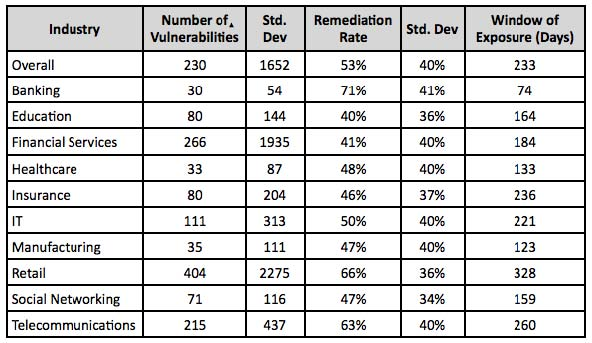 Industry Number of Vulnerabilities Std. Dev Remediation Rate Std. Dev Window of Exposure (Days)
Overall 230 1652 53% 40% 233
Banking 30 54 71% 41% 74
Education 80 144 40% 36% 164
Financial Services 266 1935 41% 40% 184
Healthcare 33 87 48% 40% 133
Insurance 80 204 46% 37% 236
IT 111 313 50% 40% 221
Manufacturing 35 111 47% 40% 123
Retail 404 2275 66% 36% 328
Social Networking 71 116 47% 34% 159
Telecommunications 215 437 63% 40% 260